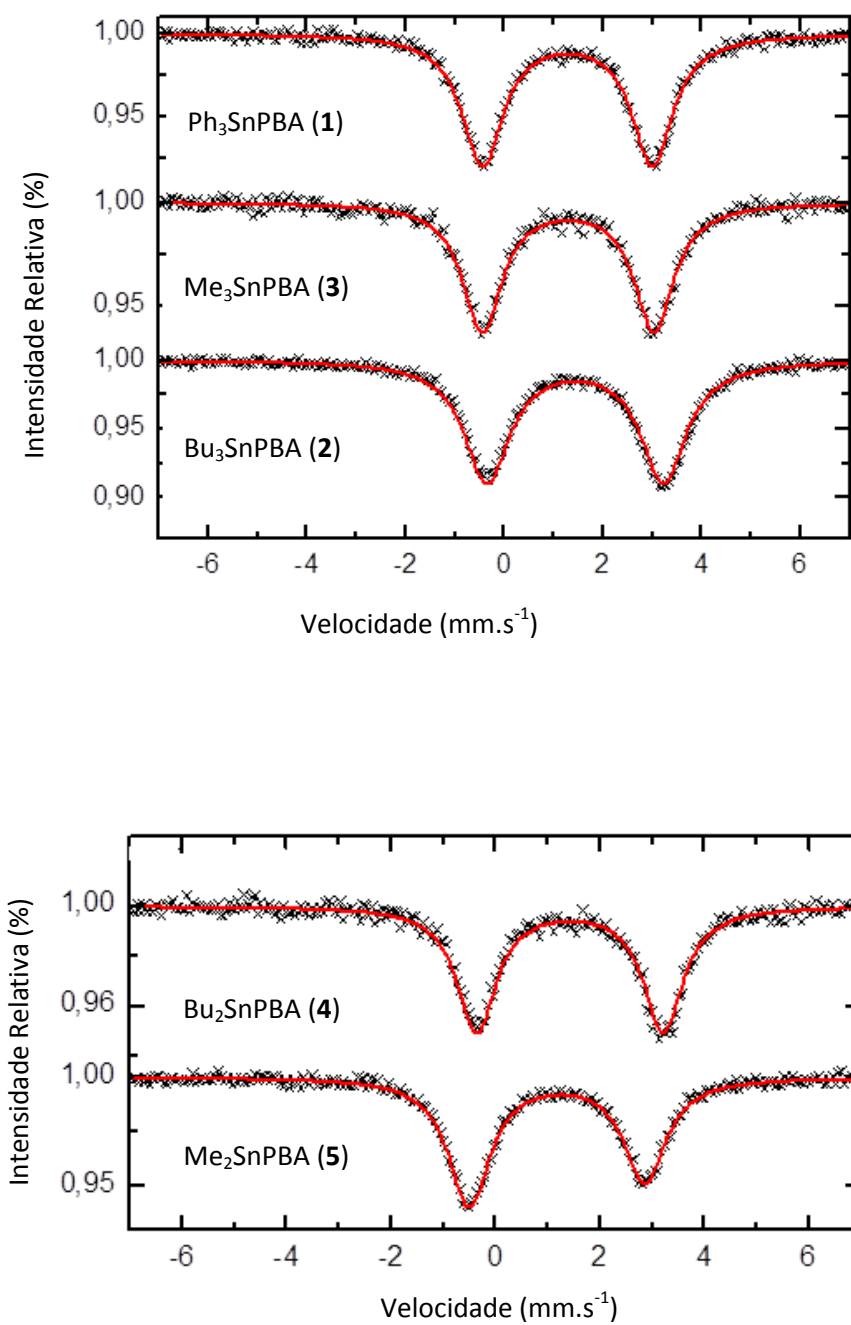 Intensidade Relativa (%)
1,00
0,95
Ph₃SnPBA (1)
1,00
0,95
Me₃SnPBA (3)
1,00
0,95
0,90
Bu₃SnPBA (2)
-6 -4 -2 0 2 4 6
Velocidade (mm.s⁻¹)
Intensidade Relativa (%)
1,00
0,96
Bu₂SnPBA (4)
1,00
0,95
Me₂SnPBA (5)
-6 -4 -2 0 2 4 6
Velocidade (mm.s⁻¹)